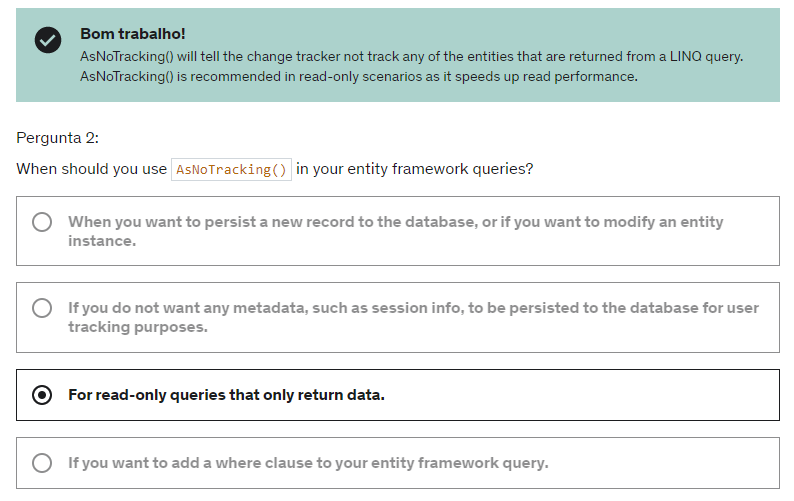 Bom trabalho!
AsNoTracking() will tell the change tracker not track any of the entities that are returned from a LINQ query.
AsNoTracking() is recommended in read-only scenarios as it speeds up read performance.
Pergunta 2:
When should you use AsNoTracking() in your entity framework queries?
When you want to persist a new record to the database, or if you want to modify an entity
instance.
If you do not want any metadata, such as session info, to be persisted to the database for user
tracking purposes.
For read-only queries that only return data.
If you want to add a where clause to your entity framework query.